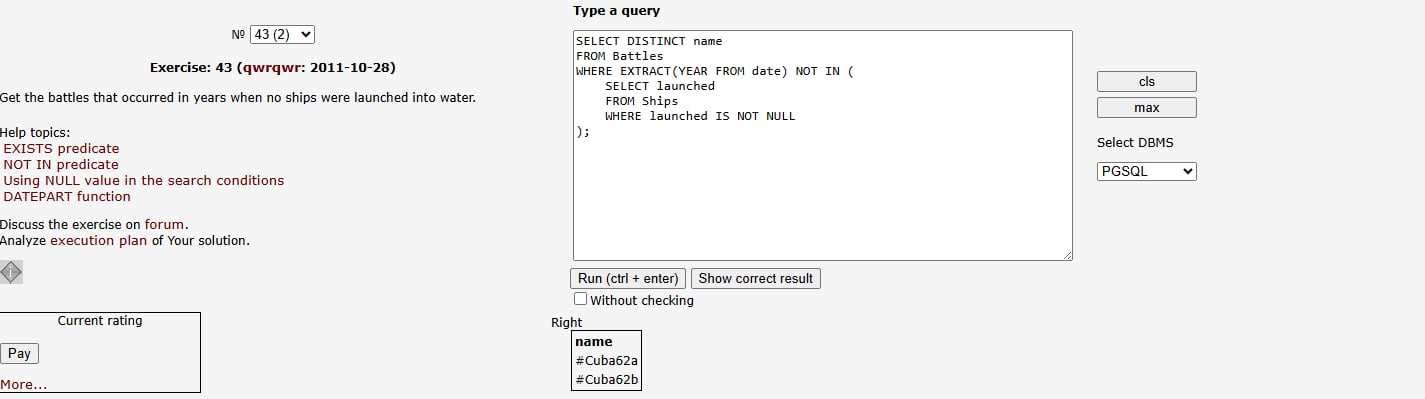 № 43 (2)
Exercise: 43 (qwrqwr: 2011-10-28)
Get the battles that occurred in years when no ships were launched into water.
Help topics:
EXISTS predicate
NOT IN predicate
Using NULL value in the search conditions
DATEPART function
Discuss the exercise on forum.
Analyze execution plan of Your solution.
Current rating
Pay
More...
Type a query
SELECT DISTINCT name
FROM Battles
WHERE EXTRACT(YEAR FROM date) NOT IN (
    SELECT launched
    FROM Ships
    WHERE launched IS NOT NULL
);
cls
max
Select DBMS
PGSQL
Run (ctrl + enter) Show correct result
Without checking
Right
name
#Cuba62a
#Cuba62b